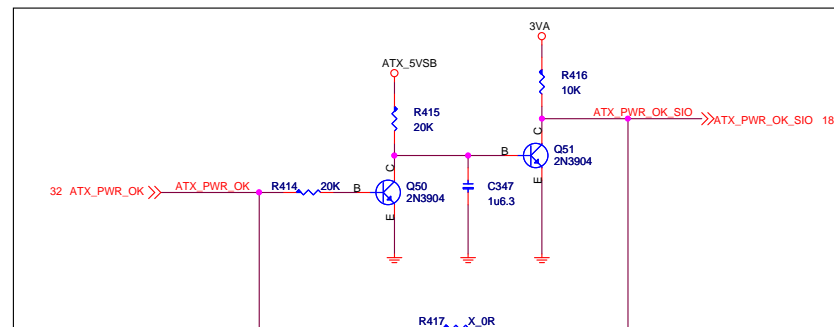 3VA
ATX_5VSB
R416
10K
R415
20K
ATX_PWR_OK_SIO
ATX_PWR_OK_SIO 18
C
B
Q51
2N3904
E
C
32 ATX_PWR_OK
ATX_PWR_OK
R414
20K
B
Q50
2N3904
E
C347
1u6.3
R417
X_0R